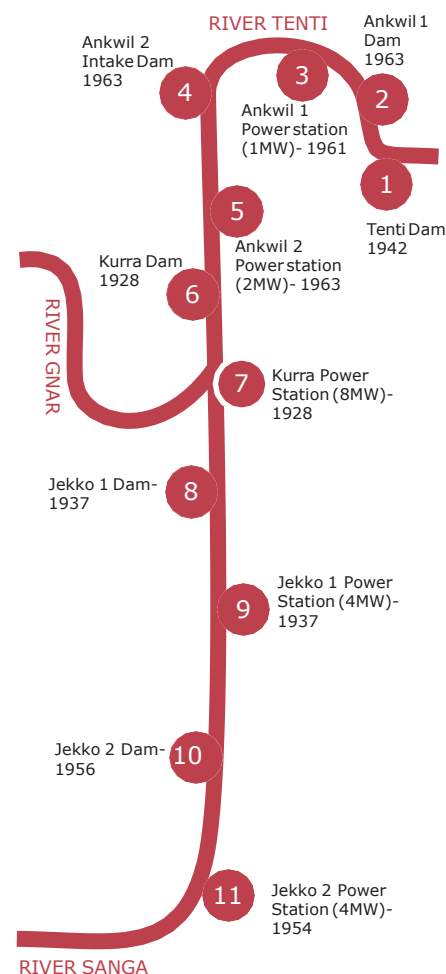 RIVER TENTI
Ankwil 1
Dam
1963
Ankwil 2
Intake Dam
1963
3
4
2
Ankwil 1
Power station
(1MW)- 1961
1
5
Tenti Dam
1942
Ankwil 2
Power station
(2MW)- 1963
Kurra Dam
1928
6
RIVER GNAR
7
Kurra Power
Station (8MW)-
1928
Jekko 1 Dam-
1937
8
Jekko 1 Power
Station (4MW)-
1937
9
Jekko 2 Dam-
1956
10
11
Jekko 2 Power
Station (4MW)-
1954
RIVER SANGA